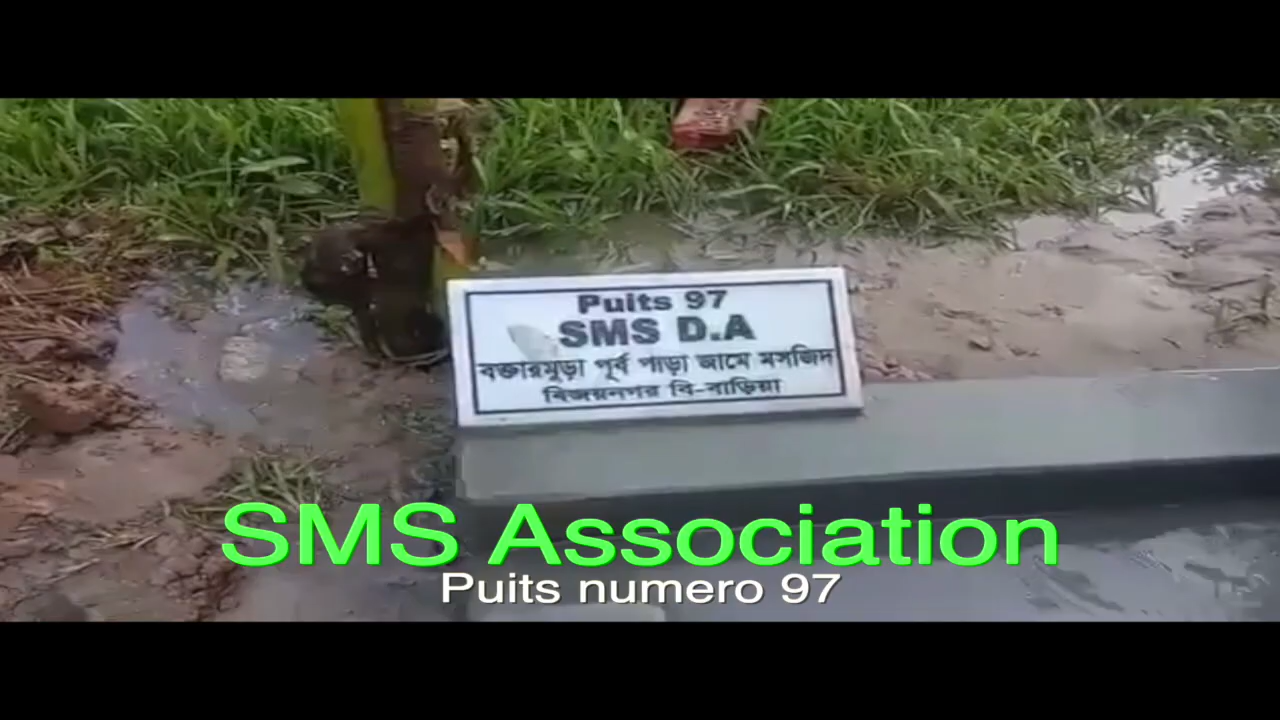 Puits 97
SMS D.A
বক্তারমুড়া পূর্ব পাড়া জামে মসজিদ
বিজয়নগর বি-বাড়িয়া
SMS Association
Puits numero 97